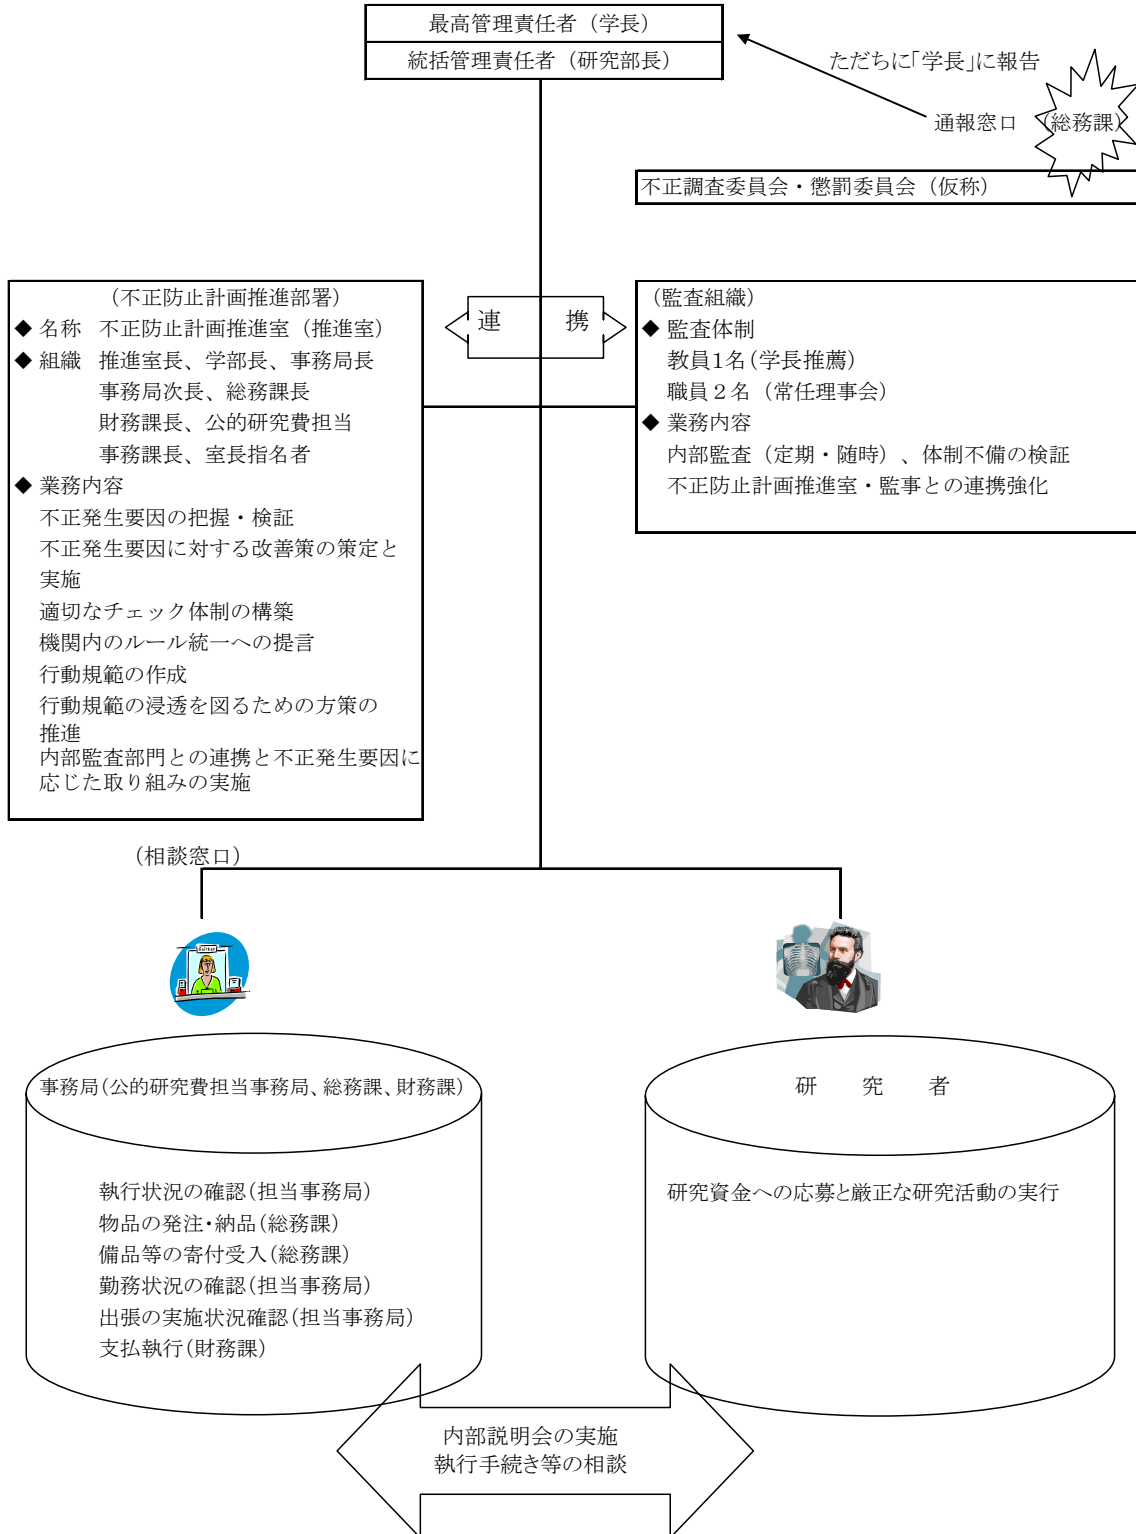 最高管理責任者（学長）
統括管理責任者（研究部長）
ただちに「学長」に報告
通報窓口　（総務課）
不正調査委員会・懲罰委員会（仮称）
（不正防止計画推進部署）
◆ 名称　不正防止計画推進室（推進室）
◆ 組織　推進室長、学部長、事務局長
事務局次長、総務課長
財務課長、公的研究費担当
事務課長、室長指名者
◆ 業務内容
不正発生要因の把握・検証
不正発生要因に対する改善策の策定と
実施
適切なチェック体制の構築
機関内のルール統一への提言
行動規範の作成
行動規範の浸透を図るための方策の
推進
内部監査部門との連携と不正発生要因に
応じた取り組みの実施
連　携
（監査組織）
◆ 監査体制
教員1名（学長推薦）
職員２名（常任理事会）
◆ 業務内容
内部監査（定期・随時）、体制不備の検証
不正防止計画推進室・監事との連携強化
（相談窓口）
事務局（公的研究費担当事務局、総務課、財務課）
執行状況の確認（担当事務局）
物品の発注・納品（総務課）
備品等の寄付受入（総務課）
勤務状況の確認（担当事務局）
出張の実施状況確認（担当事務局）
支払執行（財務課）
研　究　者
研究資金への応募と厳正な研究活動の実行
内部説明会の実施
執行手続き等の相談